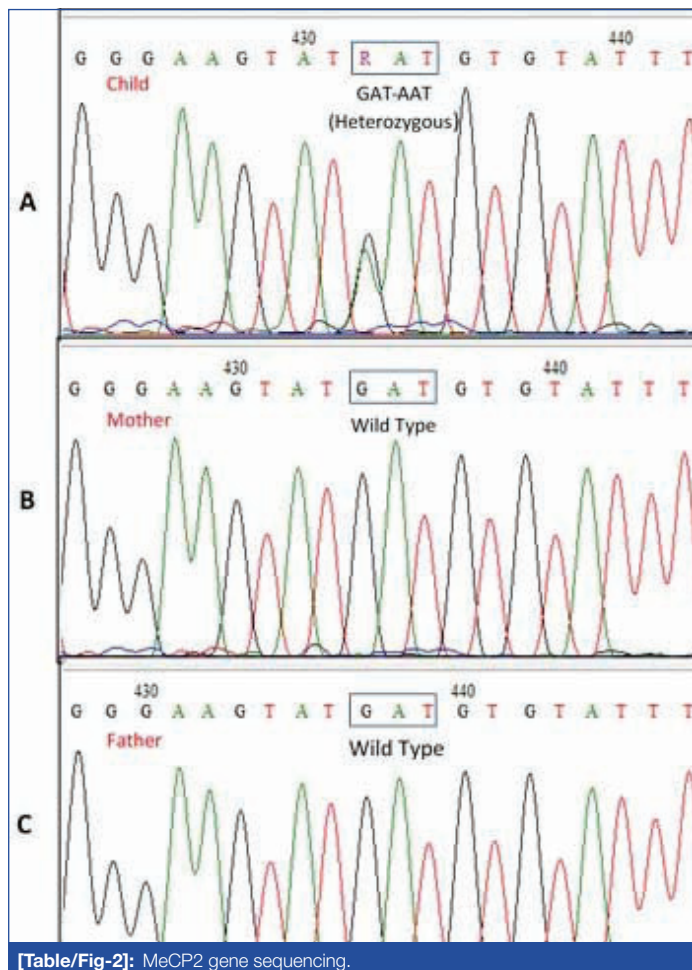 430 440
G G G A A G T A T R A T G T G T A T T T
Child
GAT-AAT
(Heterozygous)
A
430 440
G G G A A G T A T G A T G T G T A T T T
Mother
Wild Type
B
430 440
G G G A A G T A T G A T G T G T A T T T
Father
Wild Type
C
[Table/Fig-2]: MeCP2 gene sequencing.